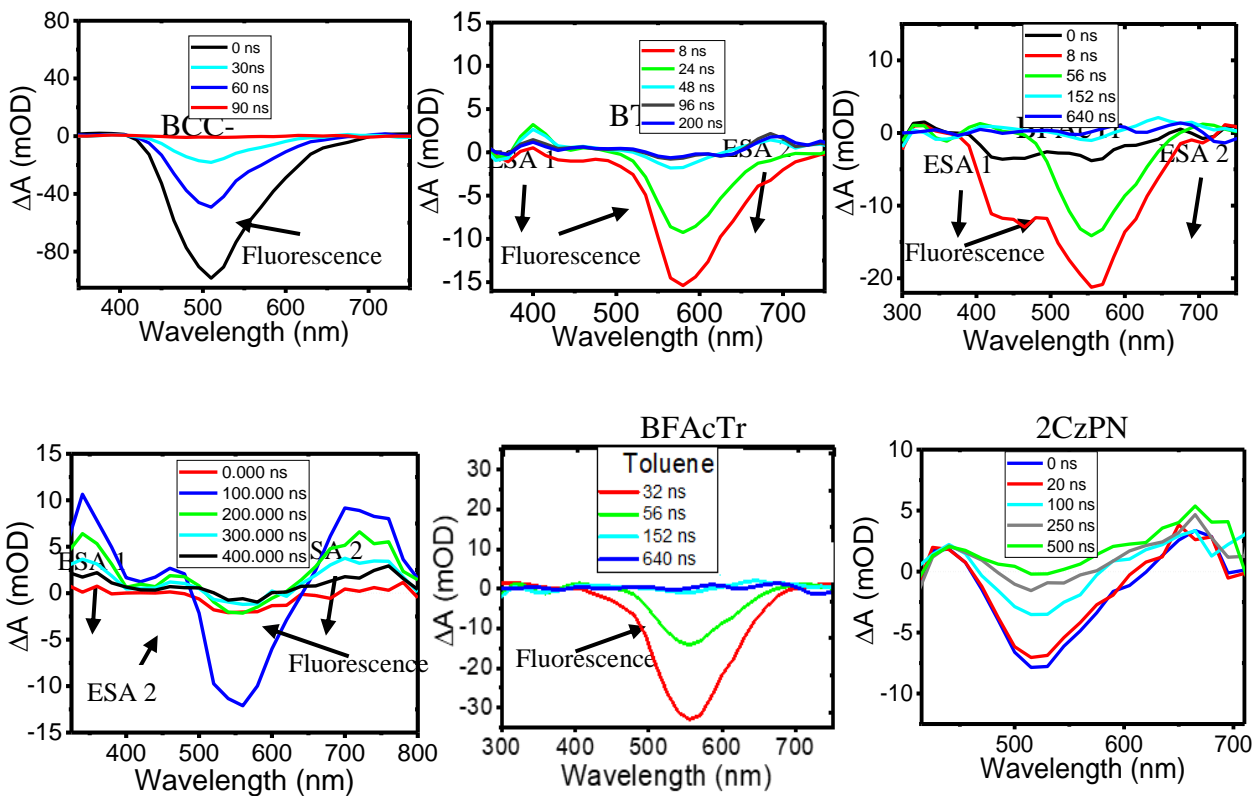 80
40
0
-40
-80
ΔA (mOD)
0 ns
30ns
60 ns
90 ns
BCC-
Fluorescence
400 500 600 700
Wavelength (nm)
15
10
5
0
-5
-10
-15
ΔA (mOD)
8 ns
24 ns
48 ns
96 ns
200 ns
ESA 1
Fluorescence
400 500 600 700
Wavelength (nm)
10
0
-10
-20
ΔA (mOD)
0 ns
8 ns
56 ns
152 ns
640 ns
ESA 1
ESA 2
Fluorescence
300 400 500 600 700
Wavelength (nm)
15
10
5
0
-5
-10
-15
ΔA (mOD)
0.000 ns
100.000 ns
200.000 ns
300.000 ns
400.000 ns
ESA 1
SA 2
ESA 2
Fluorescence
400 500 600 700 800
Wavelength (nm)
BFAcTr
30
20
10
0
-10
-20
-30
ΔA (mOD)
Toluene
32 ns
56 ns
152 ns
640 ns
Fluorescence
300 400 500 600 700
Wavelength (nm)
2CzPN
10
5
0
-5
-10
ΔA (mOD)
0 ns
20 ns
100 ns
250 ns
500 ns
500 600 700
Wavelength (nm)